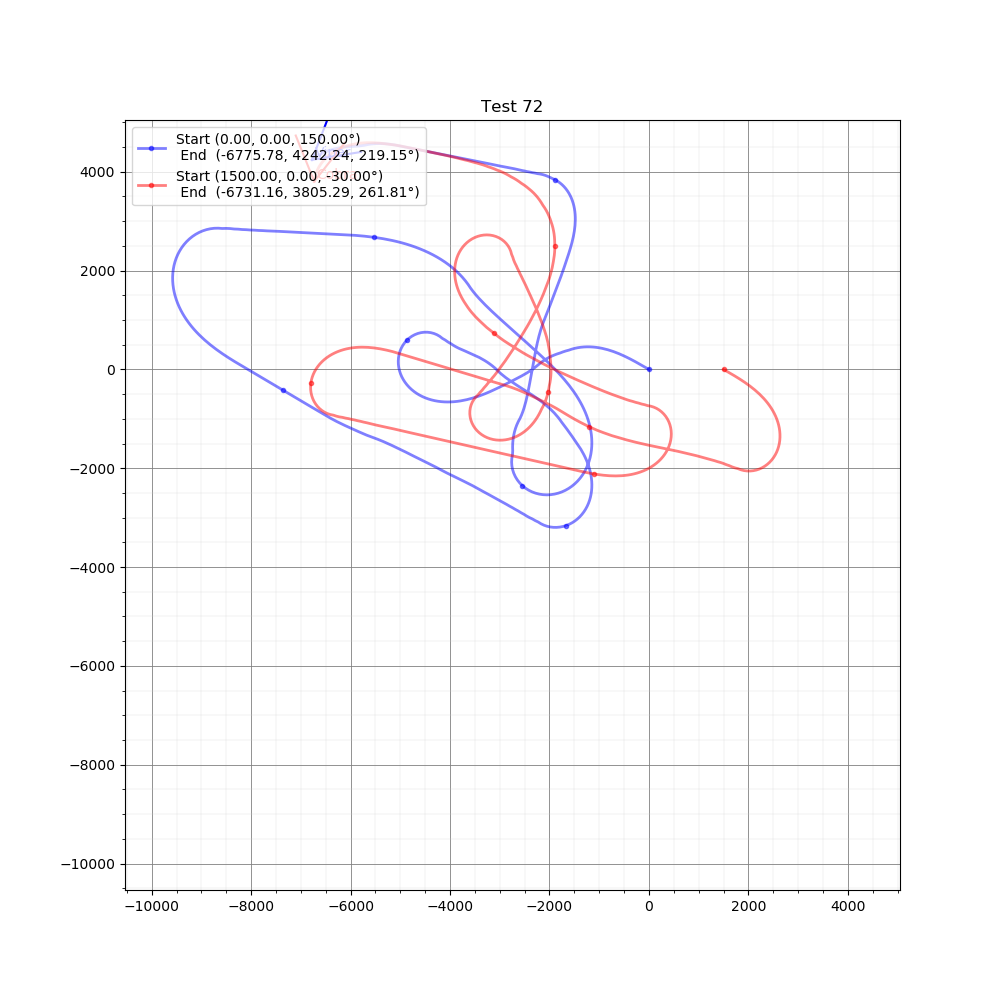 Test 72
Start (0.00, 0.00, 150.00°)
End (-6775.78, 4242.24, 219.15°)
Start (1500.00, 0.00, -30.00°)
End (-6731.16, 3805.29, 261.81°)
4000
2000
0
−2000
−4000
−6000
−8000
−10000
−10000 −8000 −6000 −4000 −2000 0 2000 4000